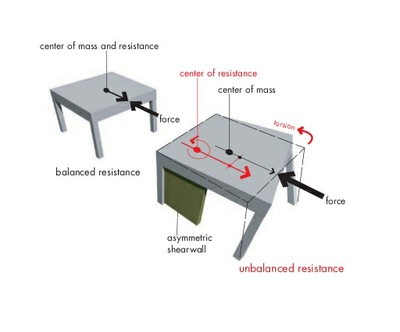 center of mass and resistance
center of resistance
center of mass
torsion
force
balanced resistance
force
asymmetric
shearwall
unbalanced resistance